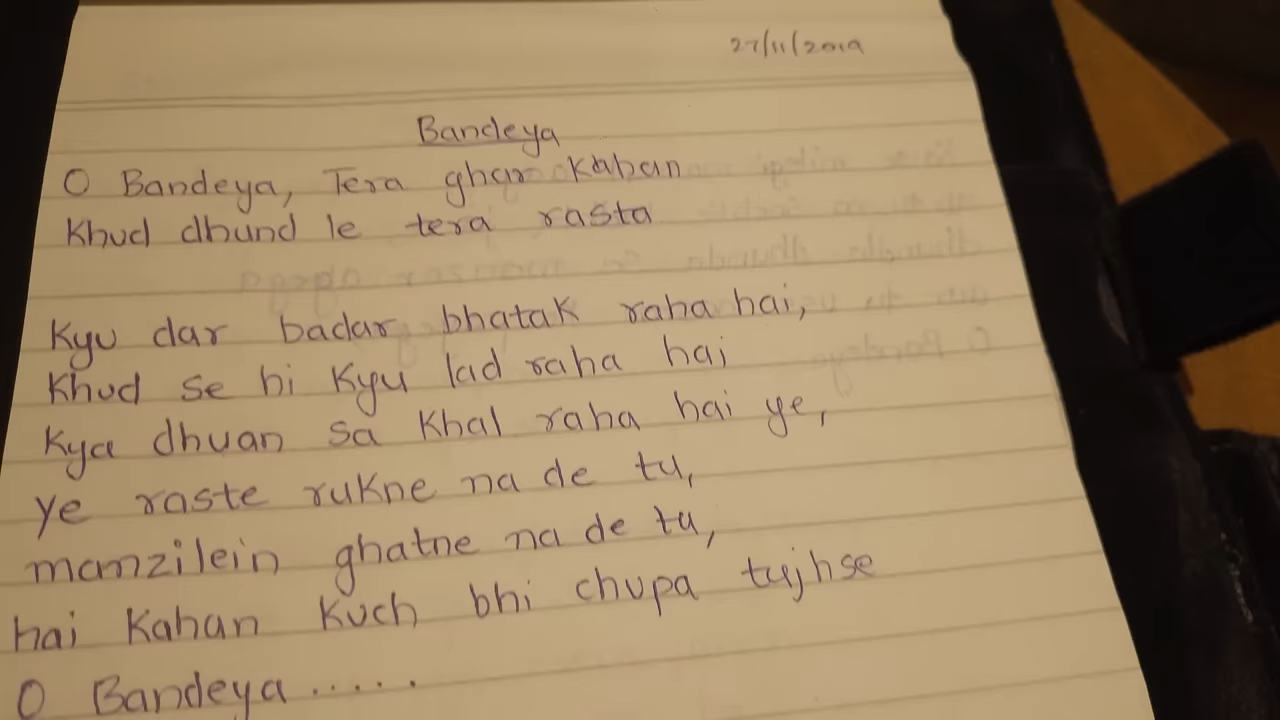 27/11/2019
Bandeya
O Bandeya, Tera ghar kahan
Khud dhund le tera rasta
Kyu dar badar bhatak raha hai,
Khud se hi kyu lad raha hai
Kya dhuan sa khal raha hai ye,
ye raste rukne na de tu,
manzilein ghatne na de tu,
hai kahan kuch bhi chupa tujhse
O Bandeya.....